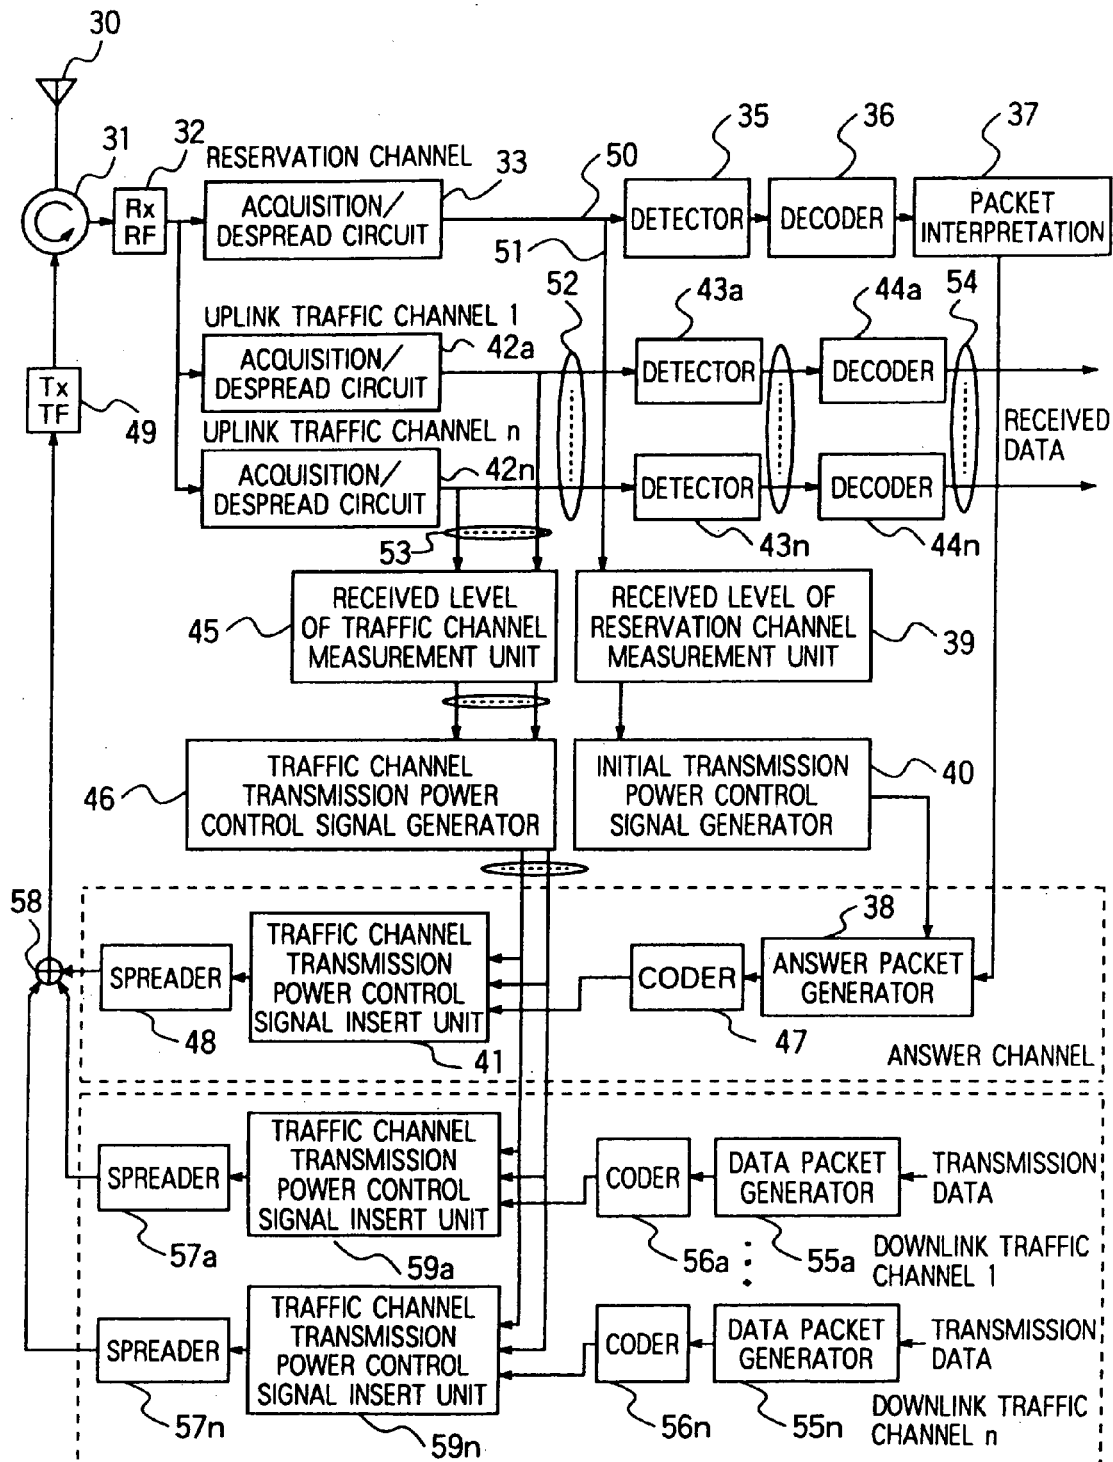 30
31
32
RESERVATION CHANNEL
33
50
35
36
37
Rx
RF
ACQUISITION/
DESPREAD CIRCUIT
DETECTOR
DECODER
PACKET
INTERPRETATION
51
52
43a
44a
54
UPLINK TRAFFIC CHANNEL 1
42a
ACQUISITION/
DESPREAD CIRCUIT
DETECTOR
DECODER
Tx
TF
49
UPLINK TRAFFIC CHANNEL n
RECEIVED
DATA
42n
ACQUISITION/
DESPREAD CIRCUIT
DETECTOR
DECODER
53
43n
44n
45
RECEIVED LEVEL
OF TRAFFIC CHANNEL
MEASUREMENT UNIT
RECEIVED LEVEL OF
RESERVATION CHANNEL
MEASUREMENT UNIT
39
46
TRAFFIC CHANNEL
TRANSMISSION POWER
CONTROL SIGNAL GENERATOR
INITIAL TRANSMISSION
POWER CONTROL
SIGNAL GENERATOR
40
58
38
SPREADER
48
TRAFFIC CHANNEL
TRANSMISSION
POWER CONTROL
SIGNAL INSERT UNIT
41
CODER
47
ANSWER PACKET
GENERATOR
ANSWER CHANNEL
SPREADER
57a
TRAFFIC CHANNEL
TRANSMISSION
POWER CONTROL
SIGNAL INSERT UNIT
59a
CODER
56a
DATA PACKET
GENERATOR
55a
TRANSMISSION
DATA
DOWNLINK TRAFFIC
CHANNEL 1
SPREADER
57n
TRAFFIC CHANNEL
TRANSMISSION
POWER CONTROL
SIGNAL INSERT UNIT
59n
CODER
56n
DATA PACKET
GENERATOR
55n
TRANSMISSION
DATA
DOWNLINK TRAFFIC
CHANNEL n